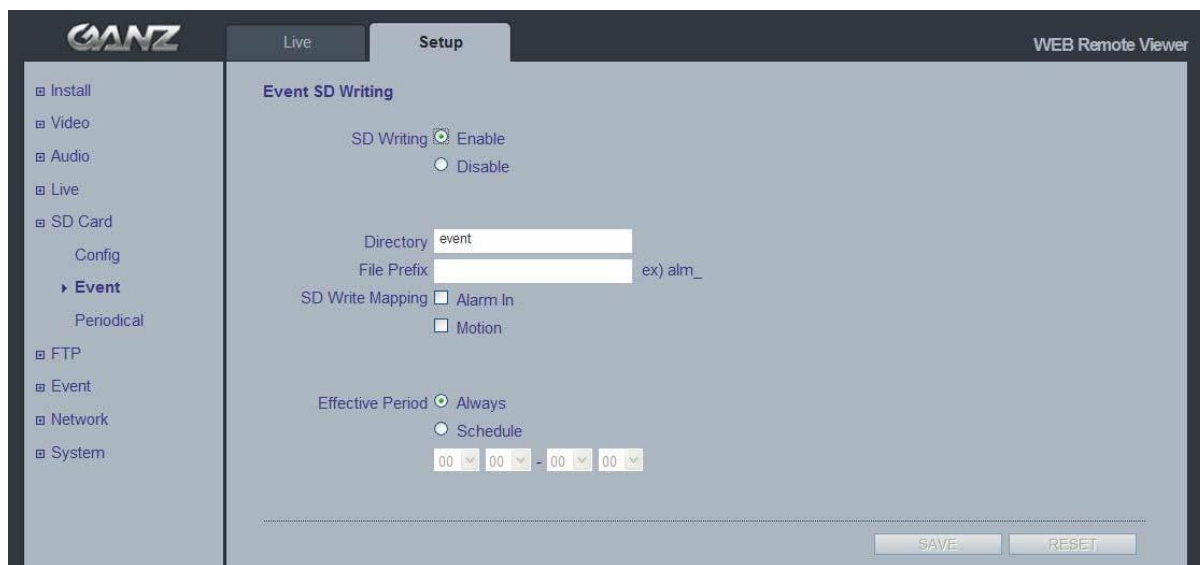 GANZ
Live
Setup
WEB Remote Viewer
Install
Video
Audio
Live
SD Card
Config
Event
Periodical
FTP
Event
Network
System
Event SD Writing
SD Writing Enable
Disable
Directory event
File Prefix ex) alm_
SD Write Mapping Alarm In
Motion
Effective Period Always
Schedule
00 00 - 00 00
SAVE RESET